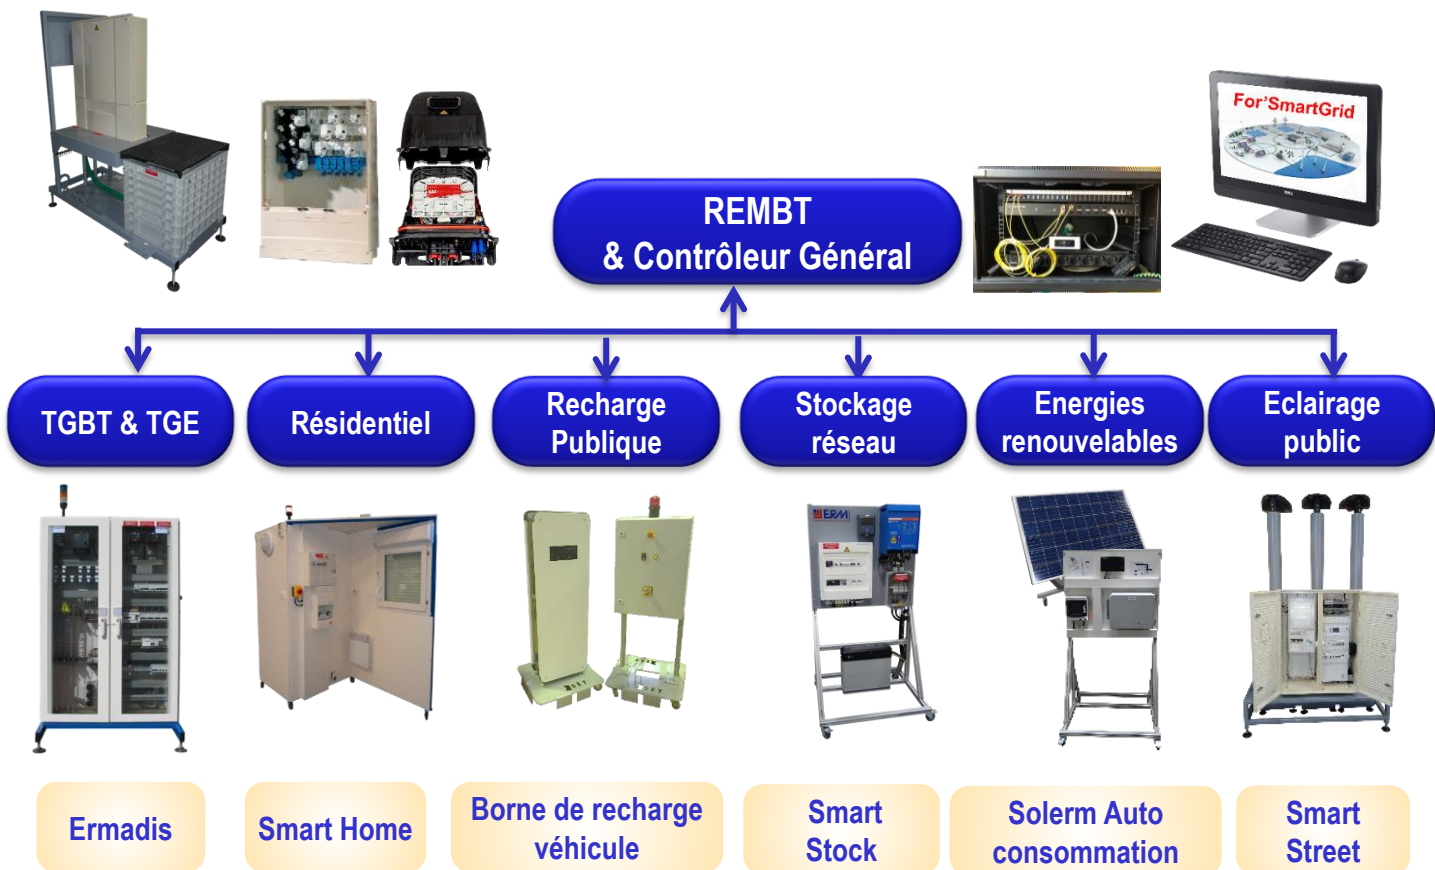 For'SmartGrid
REMBT
& Contrôleur Général
TGBT & TGE
Résidentiel
Recharge
Publique
Stockage
réseau
Energies
renouvelables
Eclairage
public
ERM
Ermadis
Smart Home
Borne de recharge
véhicule
Smart
Stock
Solerm Auto
consommation
Smart
Street